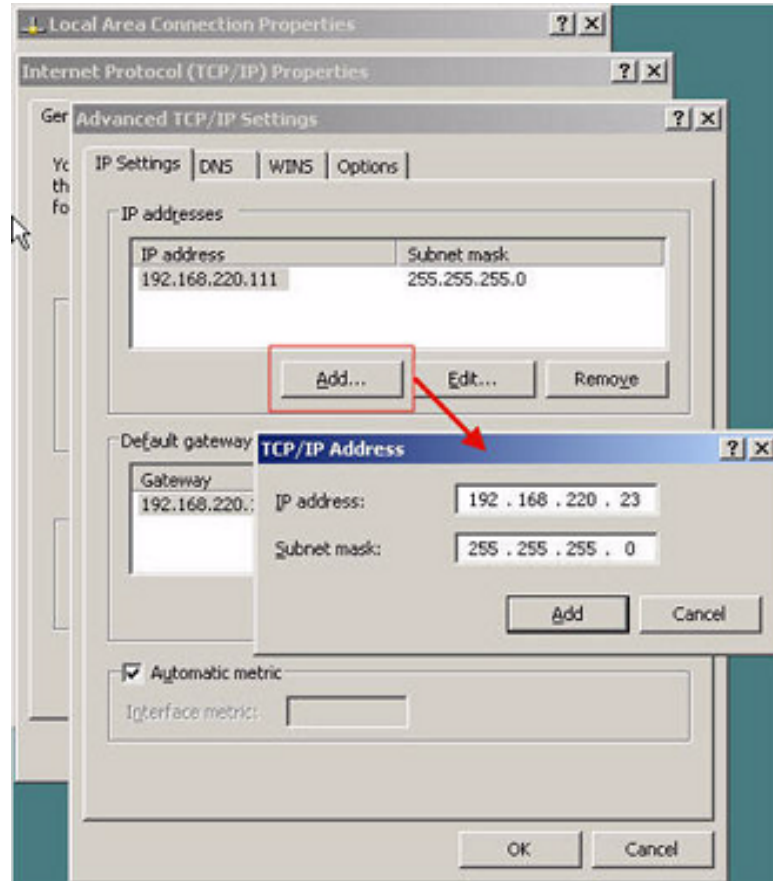 Local Area Connection Properties
Internet Protocol (TCP/IP) Properties
Advanced TCP/IP Settings
IP Settings DNS WINS Options
IP addresses
IP address Subnet mask
192.168.220.111 255.255.255.0
Add... Edit... Remove
Default gateway
Gateway
192.168.220.
TCP/IP Address
IP address: 192 . 168 . 220 . 23
Subnet mask: 255 . 255 . 255 . 0
Add Cancel
Automatic metric
Interface metric:
OK Cancel